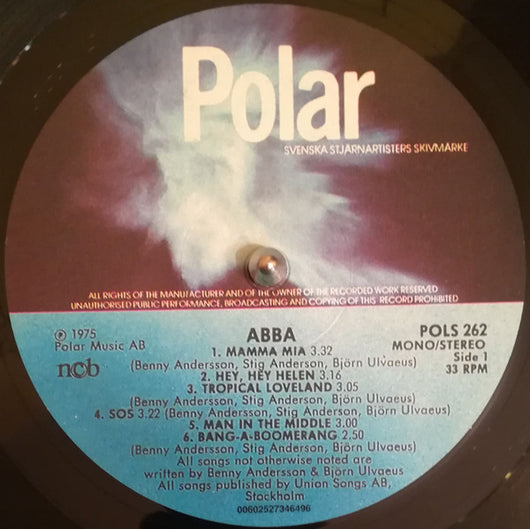 Polar
SVENSKA STJÄRNARTISTERS SKIVMÄRKE
ALL RIGHTS OF THE MANUFACTURER AND OF THE OWNER OF THE RECORDED WORK RESERVED
UNAUTHORISED PUBLIC PERFORMANCE, BROADCASTING AND COPYING OF THIS RECORD PROHIBITED
℗ 1975
Polar Music AB
ncb
ABBA
POLS 262
MONO/STEREO
Side 1
33 RPM
1. MAMMA MIA 3.32
(Benny Andersson, Stig Anderson, Björn Ulvaeus)
2. HEY, HEY HELEN 3:16
3. TROPICAL LOVELAND 3.05
(Benny Andersson, Stig Anderson, Björn Ulvaeus)
4. SOS 3.22 (Benny Andersson, Stig Anderson, Björn Ulvaeus)
5. MAN IN THE MIDDLE 3.00
6. BANG-A-BOOMERANG 2.50
(Benny Andersson, Stig Anderson, Björn Ulvaeus)
All songs not otherwise noted are
written by Benny Andersson & Björn Ulvaeus
All songs published by Union Songs AB,
Stockholm
00602527346496